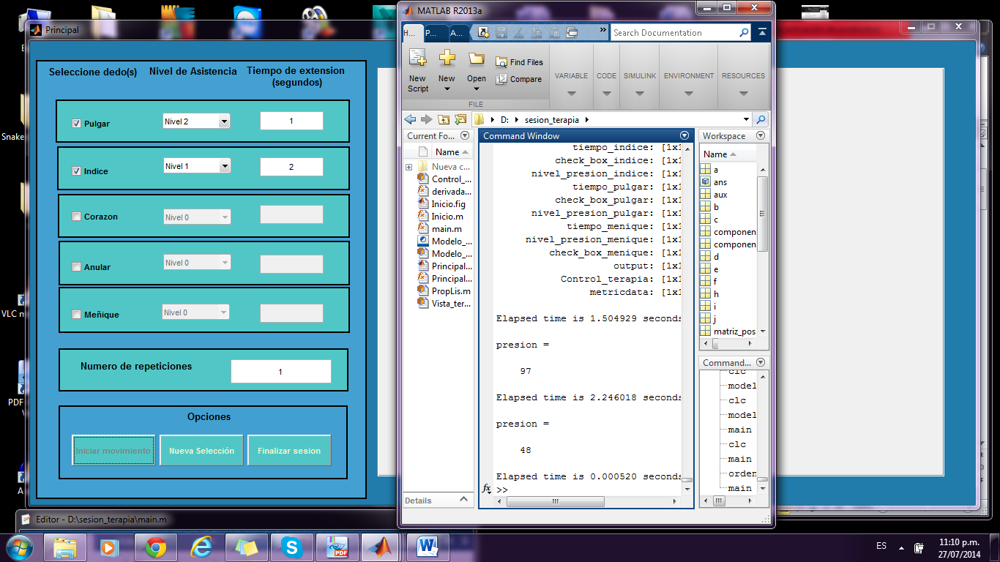 Principal
Seleccione dedo(s)
Nivel de Asistencia
Tiempo de extension
(segundos)
Pulgar
Nivel 2
1
Indice
Nivel 1
2
Corazon
Nivel 0
Anular
Nivel 0
Meñique
Nivel 0
Numero de repeticiones
1
Opciones
Iniciar movimiento
Nueva Selección
Finalizar sesion
MATLAB R2013a
H...
P...
A...
Search Documentation
New
Script
New
Open
Find Files
Compare
FILE
VARIABLE
CODE
SIMULINK
ENVIRONMENT
RESOURCES
D:
sesion_terapia
Current Fo...
Name
Nueva c...
Control_...
derivada...
Inicio.fig
Inicio.m
main.m
Modelo_...
Modelo_...
Principal...
Principal...
PropLis.m
Vista_ter...
Details
Command Window
tiempo_indice: [1x1
check_box_indice: [1x1
nivel_presion_indice: [1x1
tiempo_pulgar: [1x1
check_box_pulgar: [1x1
nivel_presion_pulgar: [1x1
tiempo_menique: [1x1
nivel_presion_menique: [1x1
check_box_menique: [1x1
output: [1x1
Control_terapia: [1x1
metricdata: [1x1
Elapsed time is 1.504929 seconds
presion =
97
Elapsed time is 2.246018 seconds
presion =
48
Elapsed time is 0.000520 seconds
fx >>
Workspace
Name
a
ans
aux
b
c
componen
componen
d
e
f
h
i
j
matriz_pos
Command...
clc
model
clc
model
main
clc
main
orden
main
Snake
VLC m
PDF
A
Editor - D:\sesion_terapia\main.m
PDF
ES
11:10 p.m.
27/07/2014